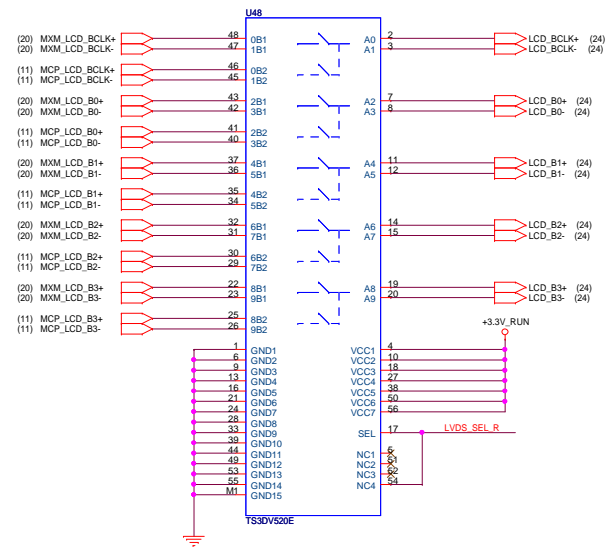 U48
(20) MXM_LCD_BCLK+ 48 0B1 A0 2 LCD_BCLK+ (24)
(20) MXM_LCD_BCLK- 47 1B1 A1 3 LCD_BCLK- (24)
(11) MCP_LCD_BCLK+ 46 0B2
(11) MCP_LCD_BCLK- 45 1B2
(20) MXM_LCD_B0+ 43 2B1 A2 7 LCD_B0+ (24)
(20) MXM_LCD_B0- 42 3B1 A3 8 LCD_B0- (24)
(11) MCP_LCD_B0+ 41 2B2
(11) MCP_LCD_B0- 40 3B2
(20) MXM_LCD_B1+ 37 4B1 A4 11 LCD_B1+ (24)
(20) MXM_LCD_B1- 36 5B1 A5 12 LCD_B1- (24)
(11) MCP_LCD_B1+ 35 4B2
(11) MCP_LCD_B1- 34 5B2
(20) MXM_LCD_B2+ 32 6B1 A6 14 LCD_B2+ (24)
(20) MXM_LCD_B2- 31 7B1 A7 15 LCD_B2- (24)
(11) MCP_LCD_B2+ 30 6B2
(11) MCP_LCD_B2- 29 7B2
(20) MXM_LCD_B3+ 22 8B1 A8 19 LCD_B3+ (24)
(20) MXM_LCD_B3- 23 9B1 A9 20 LCD_B3- (24)
(11) MCP_LCD_B3+ 25 8B2
(11) MCP_LCD_B3- 26 9B2
+3.3V_RUN
1 GND1 VCC1 4
6 GND2 VCC2 10
9 GND3 VCC3 18
13 GND4 VCC4 27
16 GND5 VCC5 38
21 GND6 VCC6 50
24 GND7 VCC7 56
28 GND8
33 GND9 SEL 17 LVDS_SEL_R
39 GND10
44 GND11 NC1 5
49 GND12 NC2 51
53 GND13 NC3 52
55 GND14 NC4 54
M1 GND15
TS3DV520E